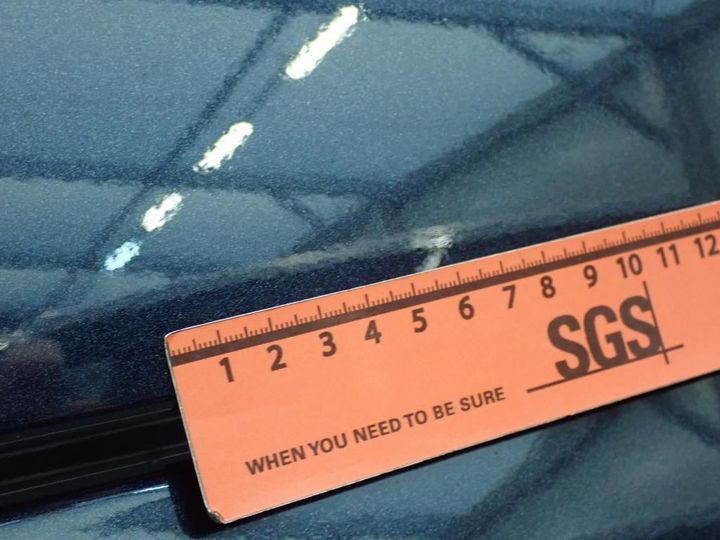 1 2 3 4 5 6 7 8 9 10 11 12
SGS
WHEN YOU NEED TO BE SURE